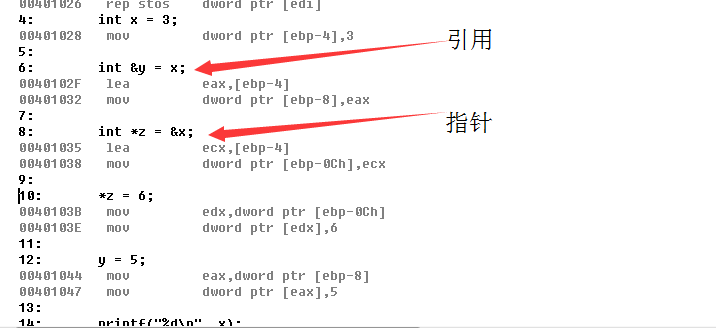 00401026 rep stos dword ptr [edi]
4: int x = 3;
00401028 mov dword ptr [ebp-4],3
5:
6: int &y = x;
0040102F lea eax,[ebp-4]
00401032 mov dword ptr [ebp-8],eax
7:
8: int *z = &x;
00401035 lea ecx,[ebp-4]
00401038 mov dword ptr [ebp-0Ch],ecx
9:
10: *z = 6;
0040103B mov edx,dword ptr [ebp-0Ch]
0040103E mov dword ptr [edx],6
11:
12: y = 5;
00401044 mov eax,dword ptr [ebp-8]
00401047 mov dword ptr [eax],5
13:
14: printf("%d\n", x);
引用
指针